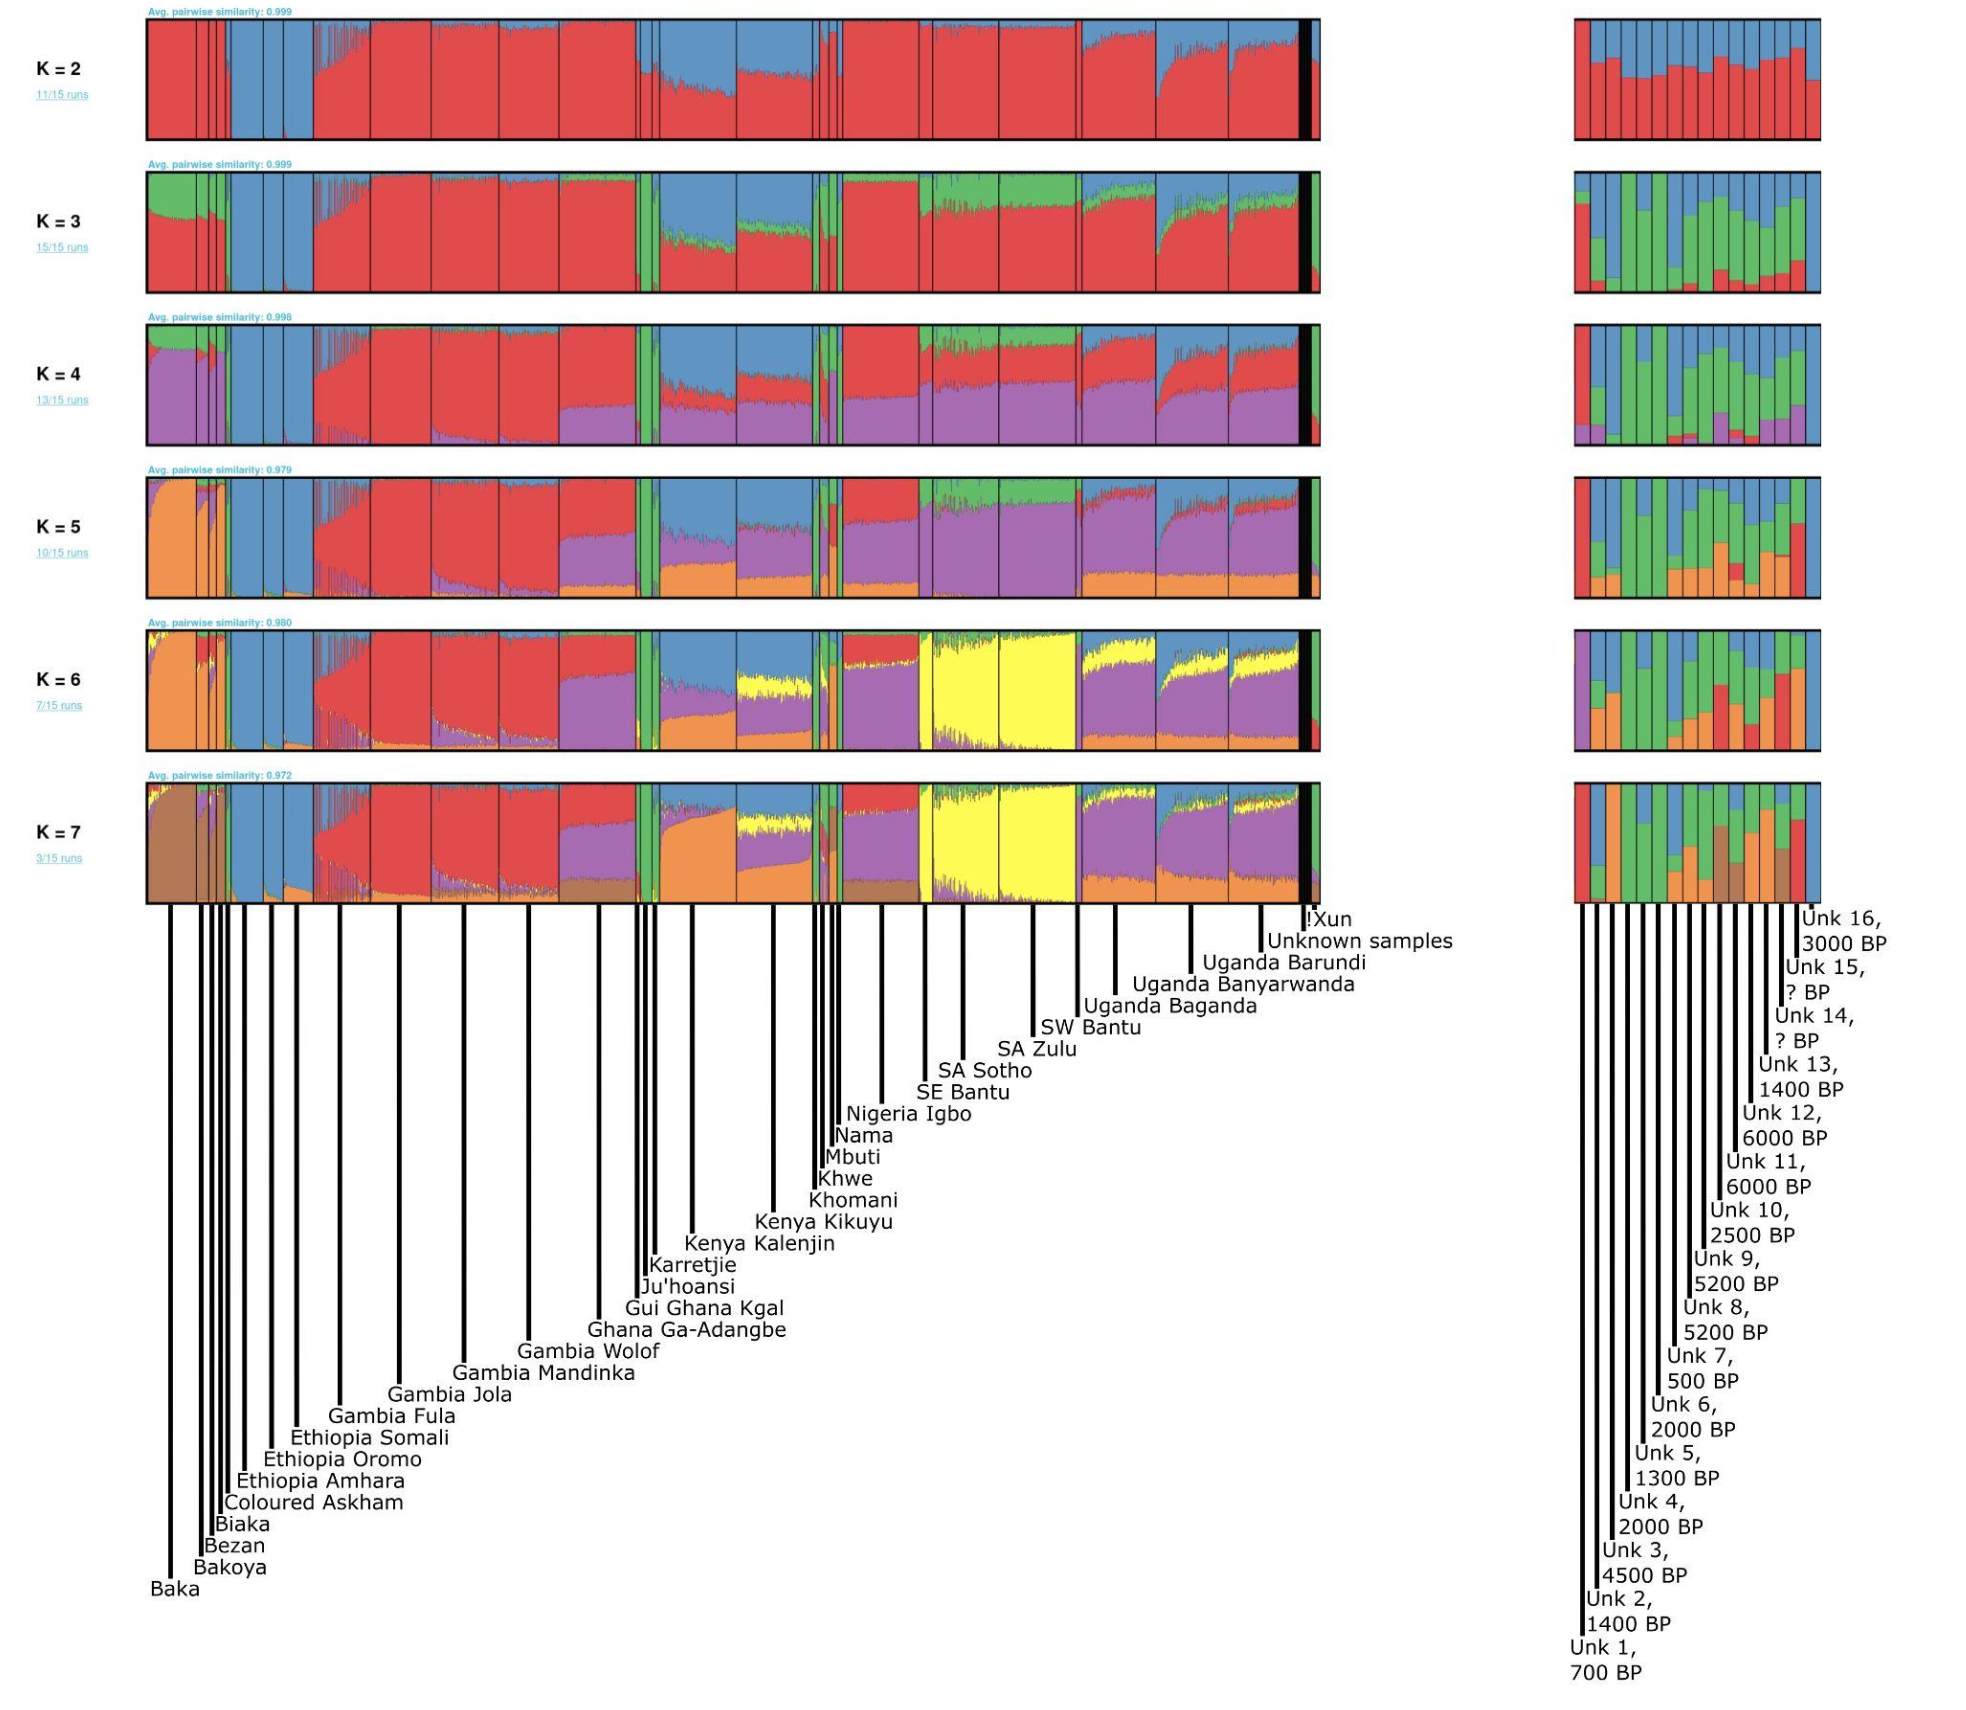 Avg. pairwise similarity: 0.999
K = 2
11/15 runs
Avg. pairwise similarity: 0.999
K = 3
15/15 runs
Avg. pairwise similarity: 0.998
K = 4
13/15 runs
Avg. pairwise similarity: 0.979
K = 5
10/15 runs
Avg. pairwise similarity: 0.980
K = 6
7/15 runs
Avg. pairwise similarity: 0.972
K = 7
3/15 runs
!Xun
Unknown samples
Uganda Barundi
Uganda Banyarwanda
Uganda Baganda
SW Bantu
SA Zulu
SA Sotho
SE Bantu
Nigeria Igbo
Nama
Mbuti
Khwe
Khomani
Kenya Kikuyu
Kenya Kalenjin
Karretjie
Ju'hoansi
Gui Ghana Kgal
Ghana Ga-Adangbe
Gambia Wolof
Gambia Mandinka
Gambia Jola
Gambia Fula
Ethiopia Somali
Ethiopia Oromo
Ethiopia Amhara
Coloured Askham
Biaka
Bezan
Bakoya
Baka
Unk 16,
3000 BP
Unk 15,
? BP
Unk 14,
? BP
Unk 13,
1400 BP
Unk 12,
6000 BP
Unk 11,
6000 BP
Unk 10,
2500 BP
Unk 9,
5200 BP
Unk 8,
5200 BP
Unk 7,
500 BP
Unk 6,
2000 BP
Unk 5,
1300 BP
Unk 4,
2000 BP
Unk 3,
4500 BP
Unk 2,
1400 BP
Unk 1,
700 BP